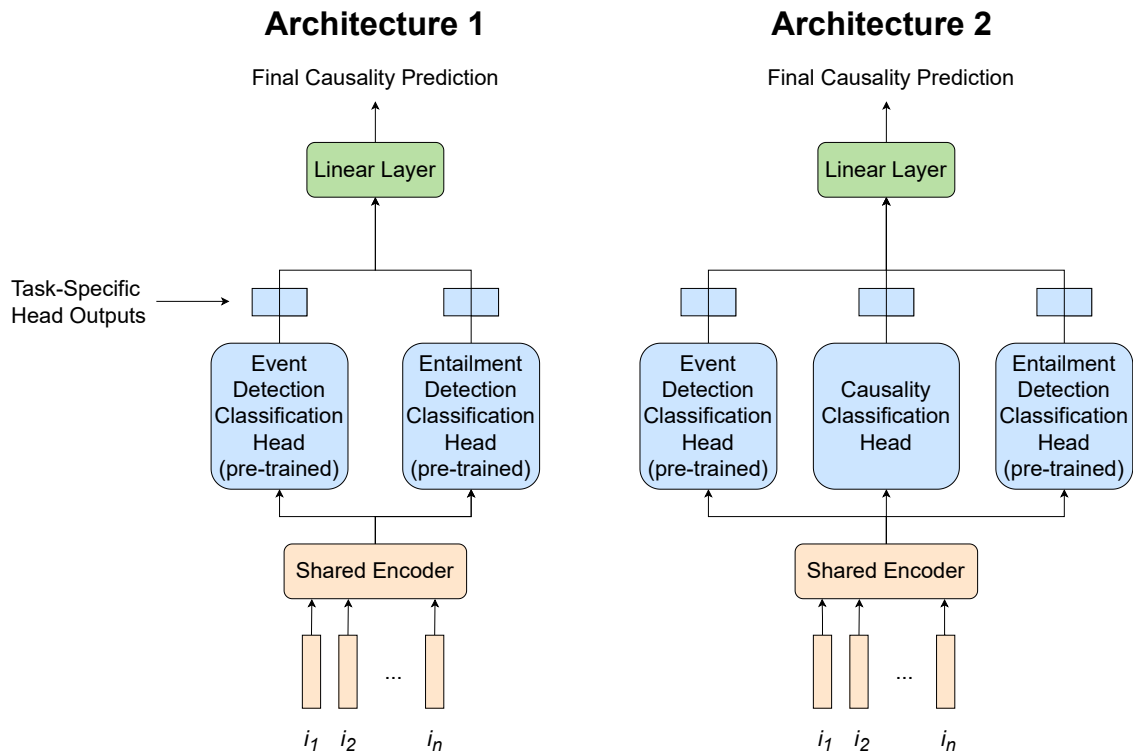 Architecture 1
Final Causality Prediction
Linear Layer
Task-Specific
Head Outputs
Event
Detection
Classification
Head
(pre-trained)
Entailment
Detection
Classification
Head
(pre-trained)
Shared Encoder
...
i1 i2 in
Architecture 2
Final Causality Prediction
Linear Layer
Event
Detection
Classification
Head
(pre-trained)
Causality
Classification
Head
Entailment
Detection
Classification
Head
(pre-trained)
Shared Encoder
...
i1 i2 in